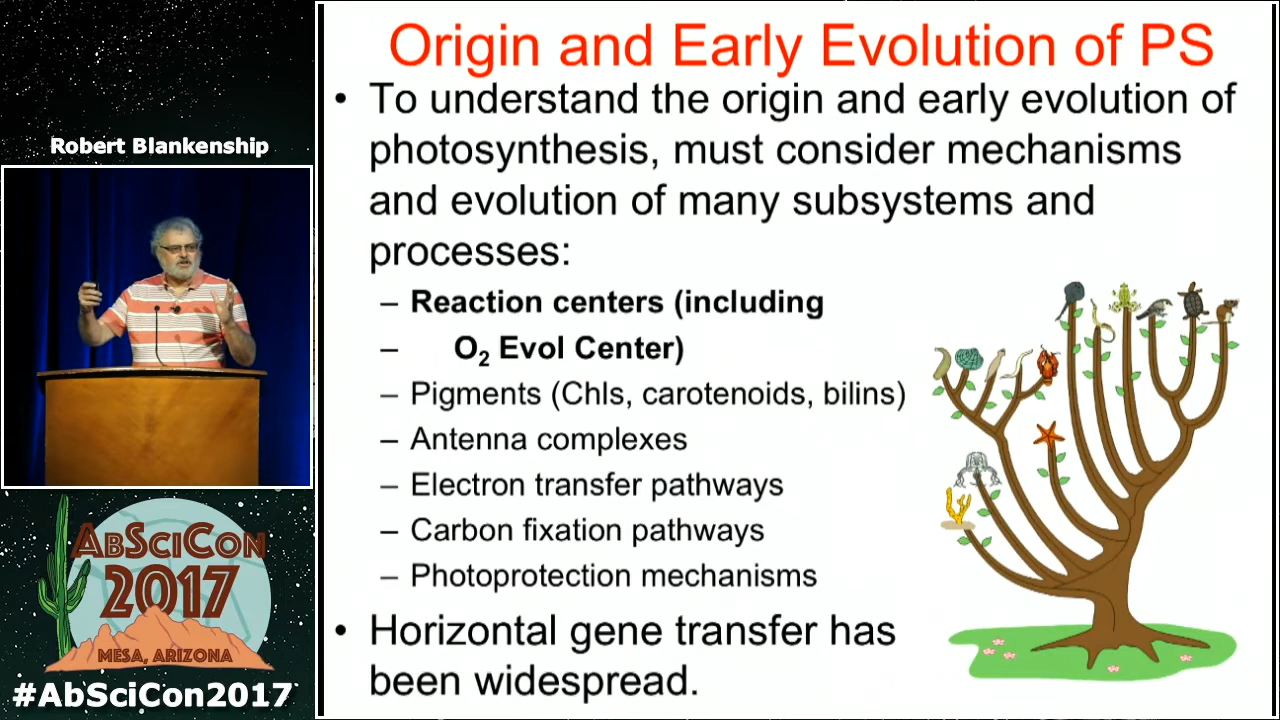 Robert Blankenship
ABSCICON
2017
MESA, ARIZONA
#AbSciCon2017
Origin and Early Evolution of PS
• To understand the origin and early evolution of
photosynthesis, must consider mechanisms
and evolution of many subsystems and
processes:
– Reaction centers (including
– O₂ Evol Center)
– Pigments (Chls, carotenoids, bilins)
– Antenna complexes
– Electron transfer pathways
– Carbon fixation pathways
– Photoprotection mechanisms
• Horizontal gene transfer has
been widespread.